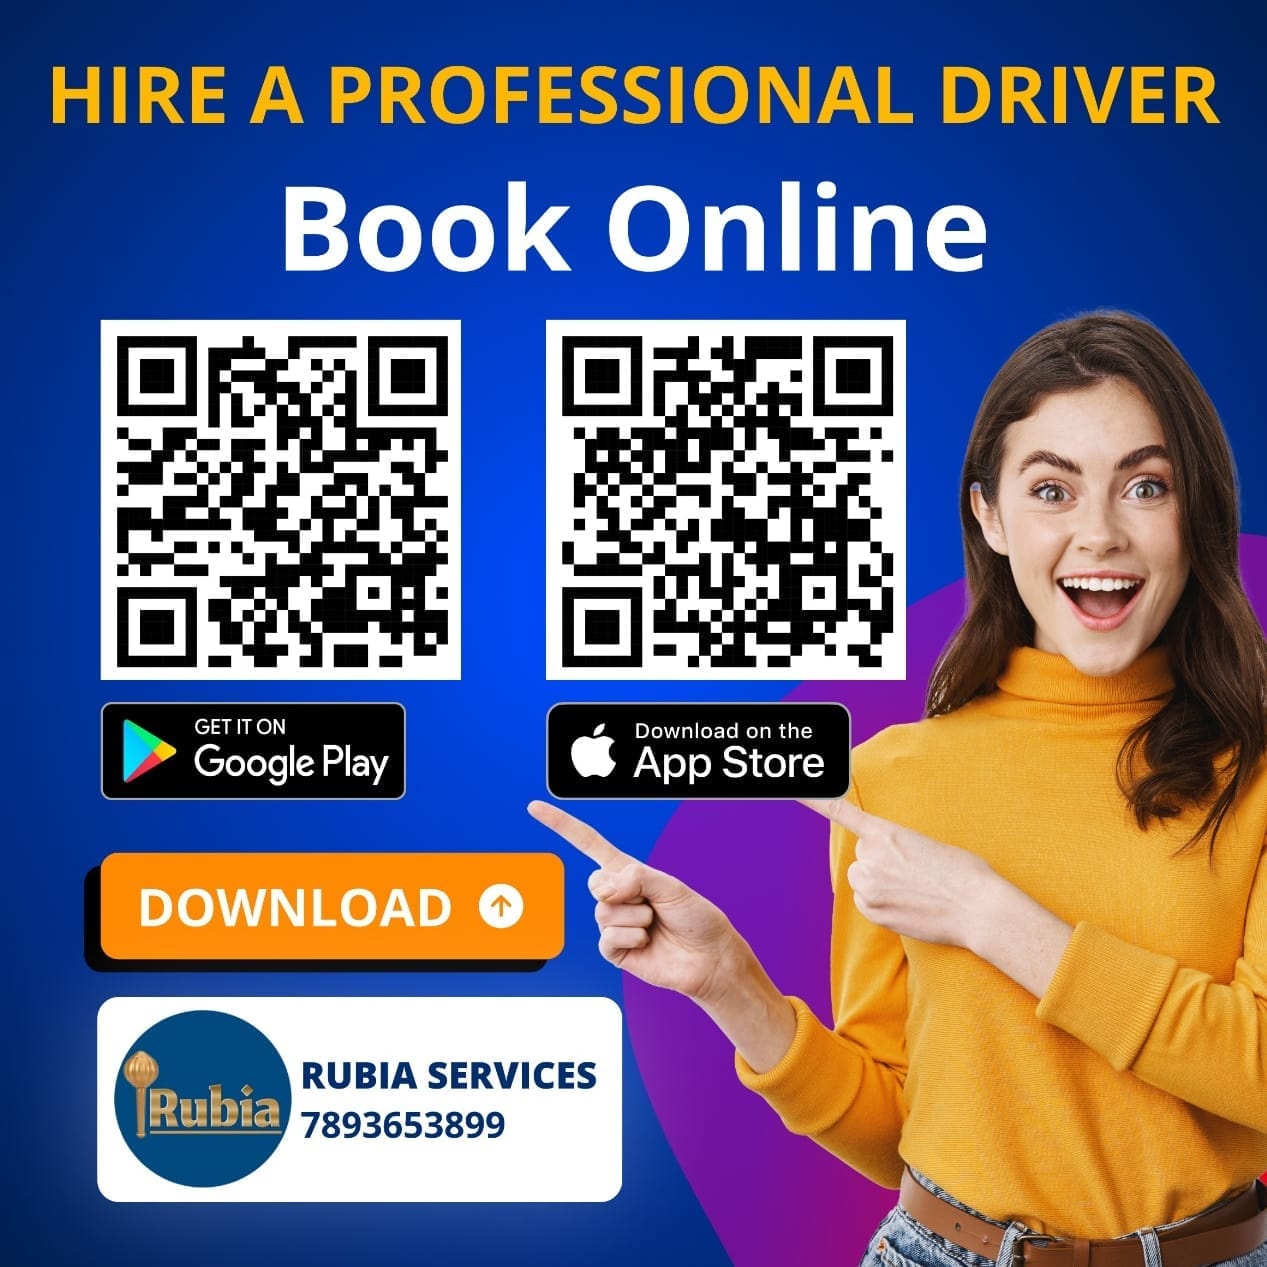 HIRE A PROFESSIONAL DRIVER
Book Online
GET IT ON
Google Play
Download on the
App Store
DOWNLOAD
Rubia
RUBIA SERVICES
7893653899